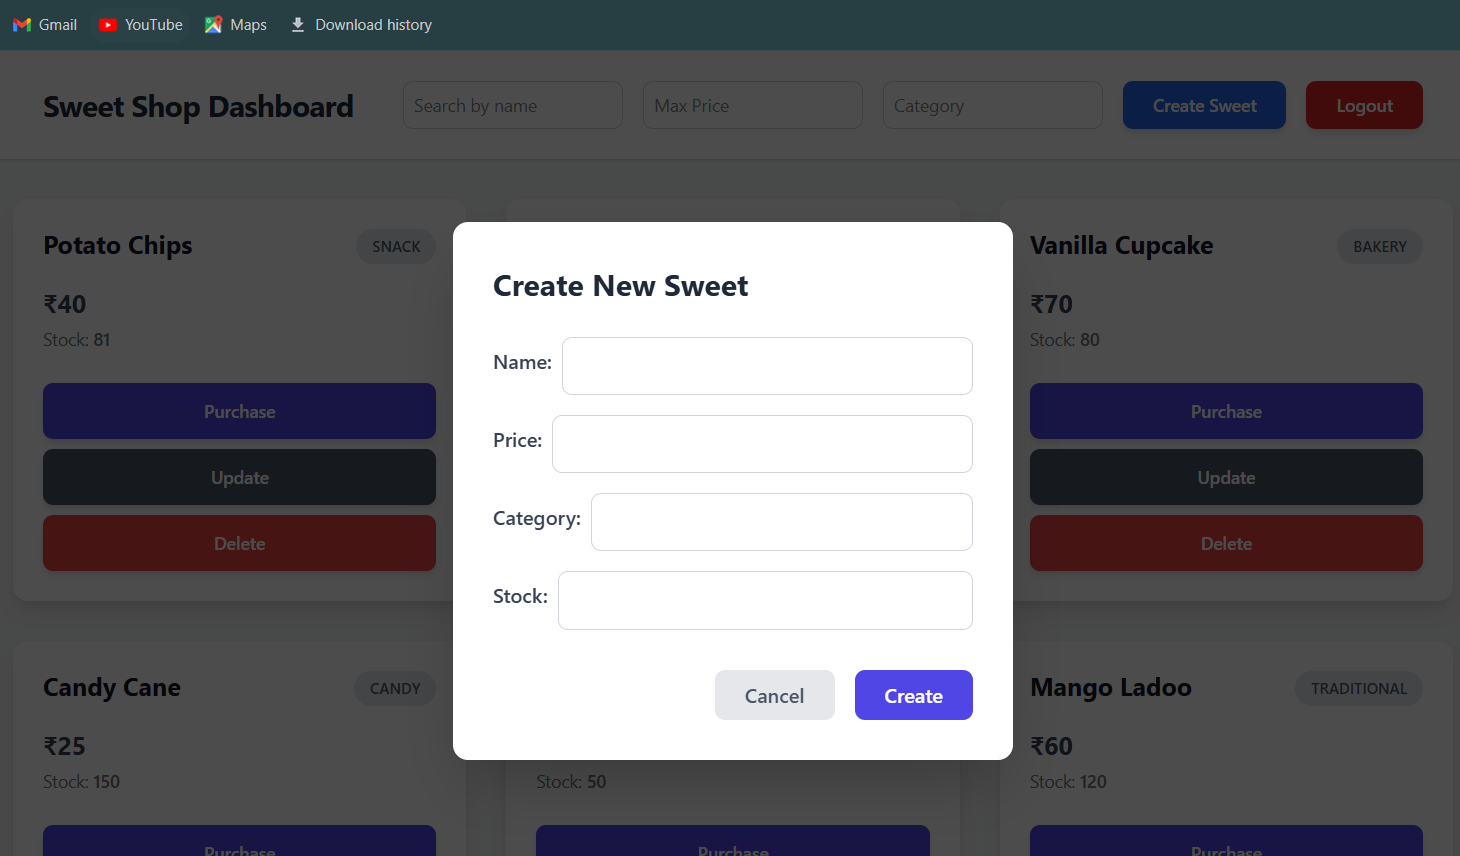 Gmail YouTube Maps Download history
Sweet Shop Dashboard Search by name Max Price Category Create Sweet Logout
Potato Chips SNACK
₹40
Stock: 81
Purchase
Update
Delete
Create New Sweet
Name:
Price:
Category:
Stock:
Cancel Create
Vanilla Cupcake BAKERY
₹70
Stock: 80
Purchase
Update
Delete
Candy Cane CANDY
₹25
Stock: 150
Purchase
Stock: 50
Purchase
Mango Ladoo TRADITIONAL
₹60
Stock: 120
Purchase